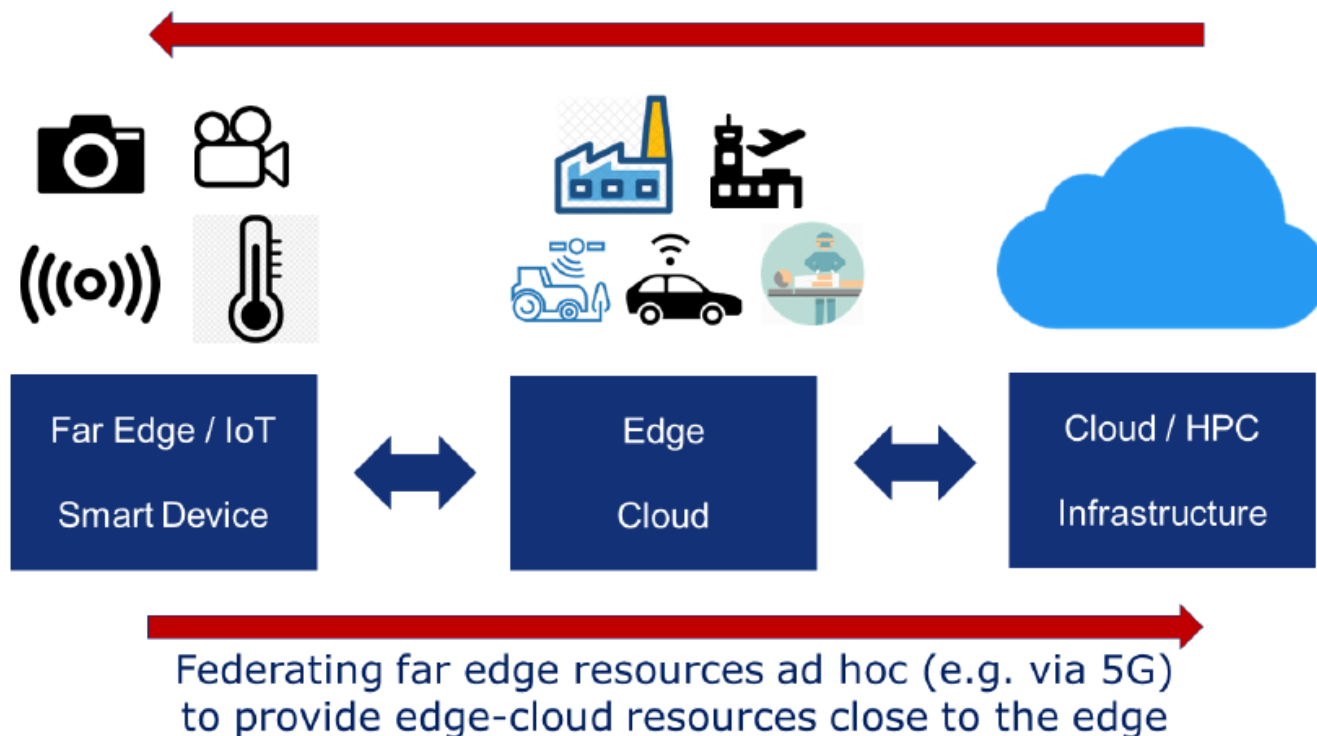 Far Edge / IoT
Smart Device
Edge
Cloud
Cloud / HPC
Infrastructure
Federating far edge resources ad hoc (e.g. via 5G)
to provide edge-cloud resources close to the edge